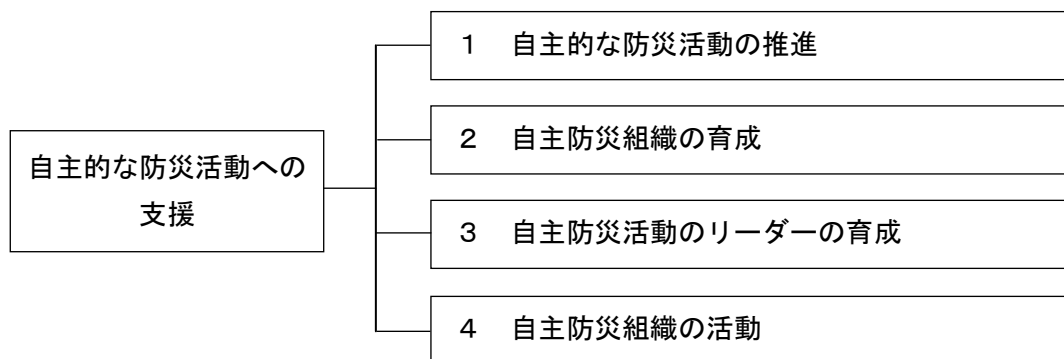 自主的な防災活動への
支援
１　自主的な防災活動の推進
２　自主防災組織の育成
３　自主防災活動のリーダーの育成
４　自主防災組織の活動